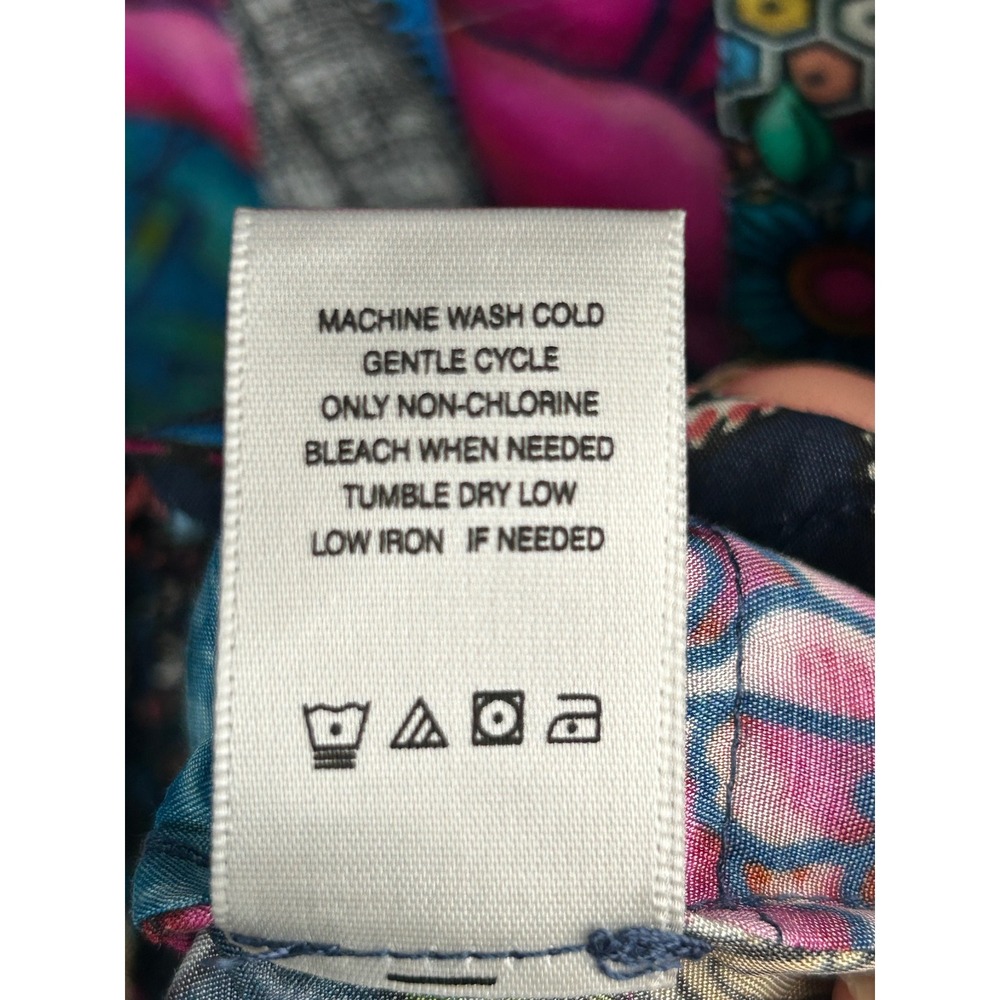 MACHINE WASH COLD
GENTLE CYCLE
ONLY NON-CHLORINE
BLEACH WHEN NEEDED
TUMBLE DRY LOW
LOW IRON IF NEEDED